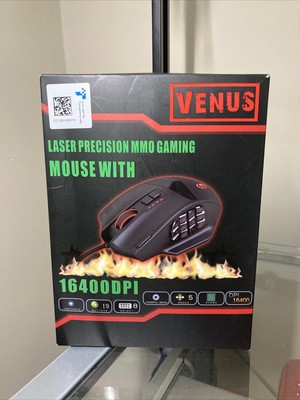 VENUS
LASER PRECISION MMO GAMING
MOUSE WITH
16400DPI
19
5
DPI
16400